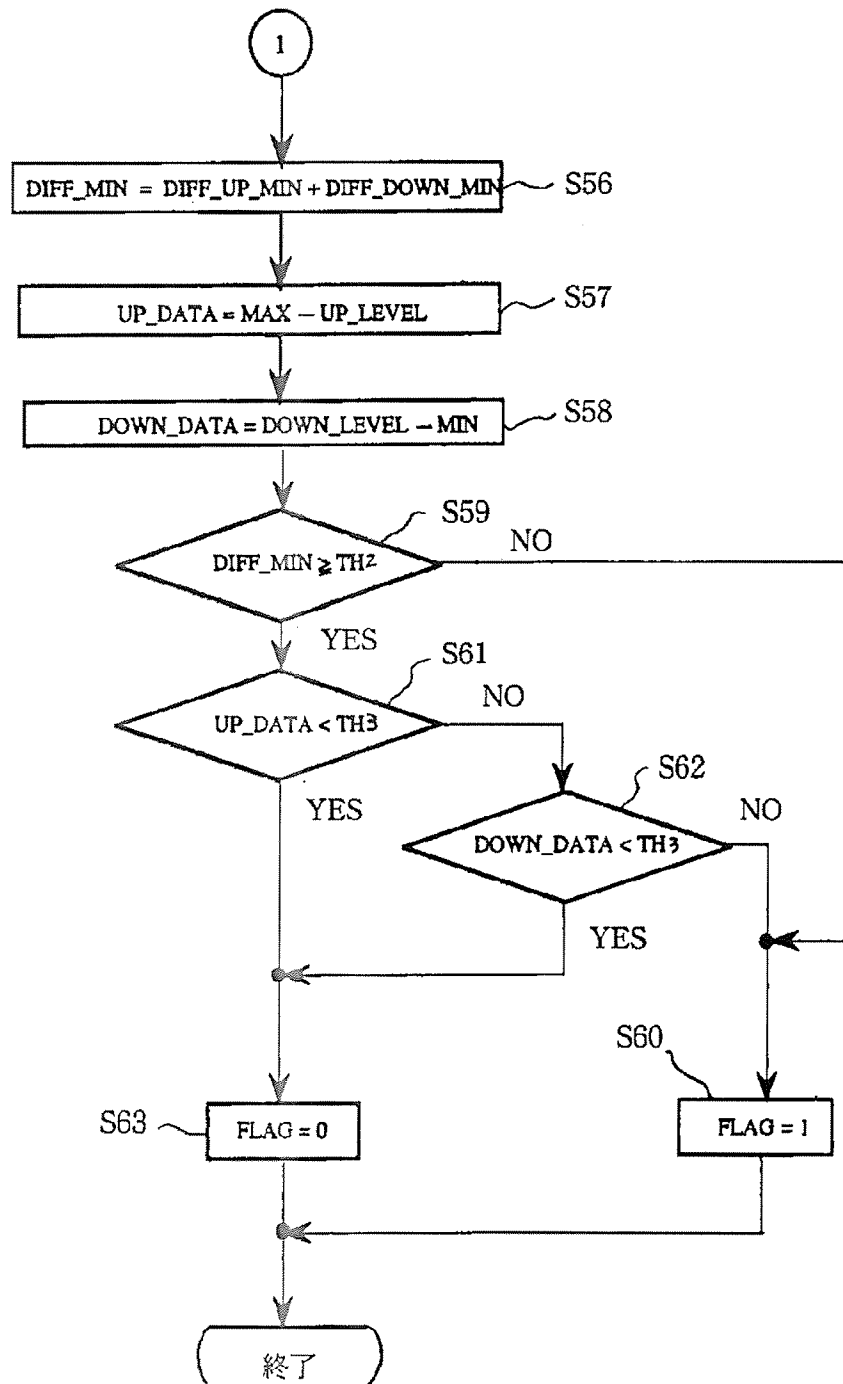 1
DIFF_MIN = DIFF_UP_MIN + DIFF_DOWN_MIN
S56
UP_DATA = MAX − UP_LEVEL
S57
DOWN_DATA = DOWN_LEVEL − MIN
S58
S59
DIFF_MIN ≧ TH2
NO
YES
S61
UP_DATA < TH3
NO
YES
S62
DOWN_DATA < TH3
NO
YES
S60
S63
FLAG = 0
FLAG = 1
終了